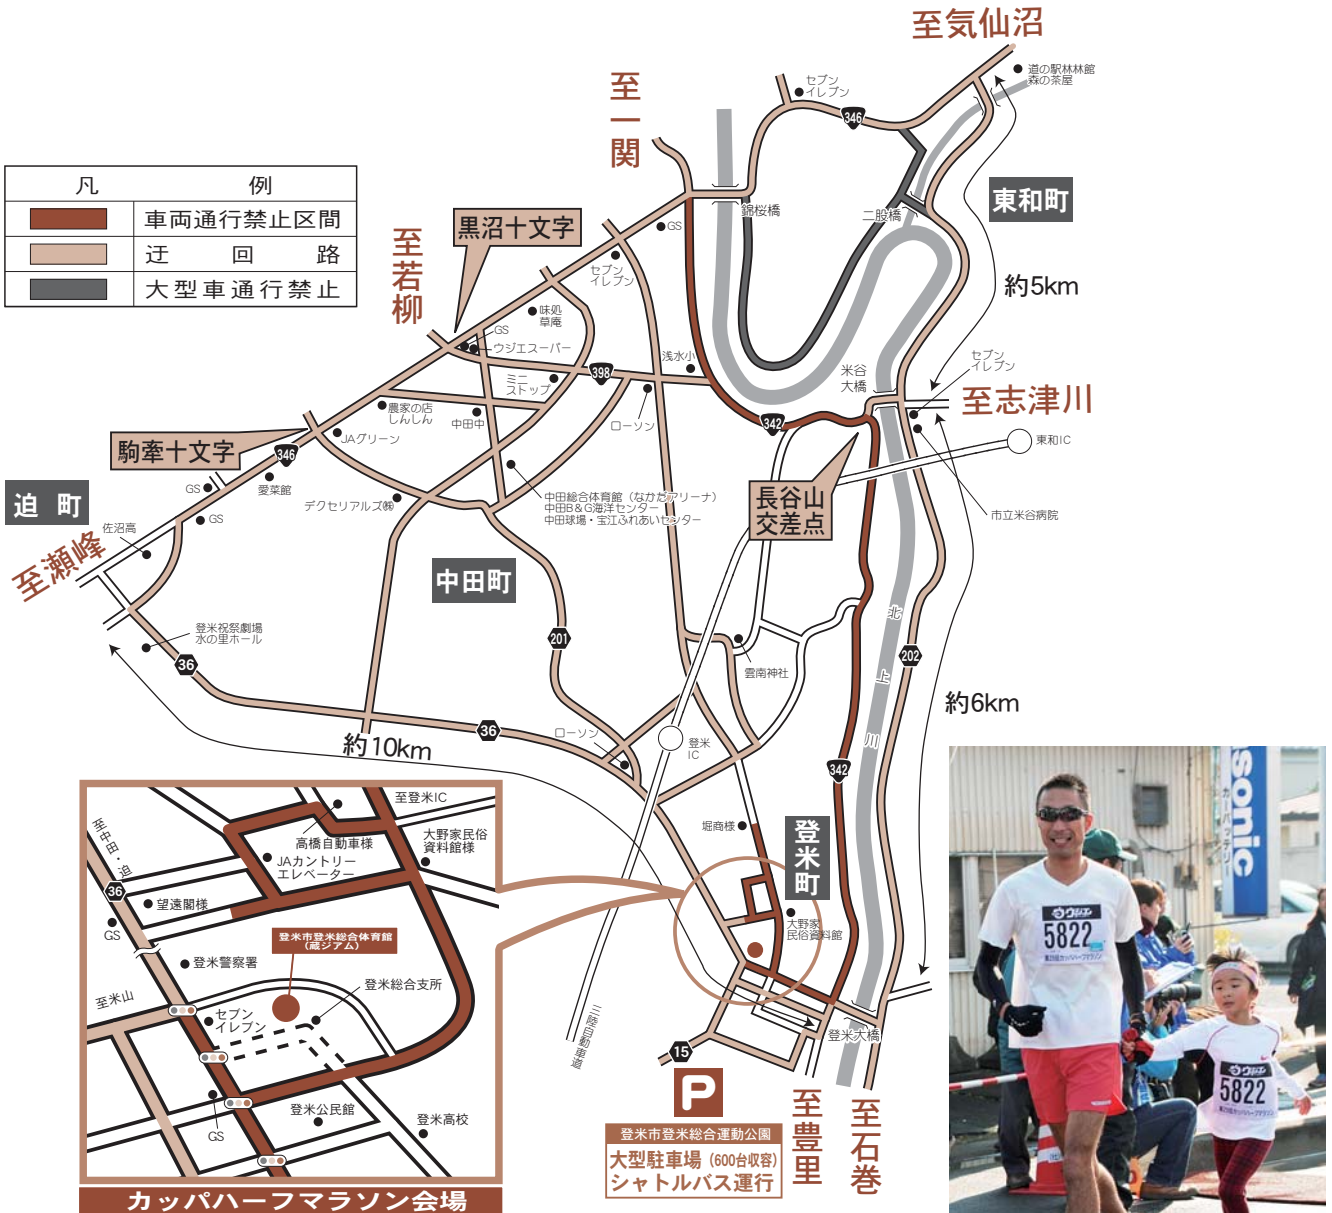 至気仙沼
道の駅林林館
森の茶屋
セブン
イレブン
346
至一関
凡　例
車両通行禁止区間
迂回路
大型車通行禁止
東和町
錦桜橋
二股橋
黒沼十文字
至若柳
GS
セブン
イレブン
約5km
味処
草庵
GS
ウジエスーパー
浅水小
398
ミニ
ストップ
米谷
大橋
セブン
イレブン
至志津川
農家の店
しんしん
中田中
ローソン
342
JAグリーン
駒牽十文字
346
東和IC
迫町
GS
愛菜館
デクセリアルズ㈱
中田総合体育館（なかだアリーナ）
中田B＆G海洋センター
中田球場・宝江ふれあいセンター
長谷山
交差点
市立米谷病院
GS
佐沼高
至瀬峰
中田町
登米祝祭劇場
水の里ホール
36
201
雲南神社
202
北上川
約6km
36
約10km
ローソン
登米
IC
342
堀商様
登米町
大野家
民俗資料館
三陸自動車道
登米大橋
15
P
登米市登米総合運動公園
大型駐車場（600台収容）
シャトルバス運行
至豊里
至石巻
至登米IC
至中田・迫
高橋自動車様
大野家民俗
資料館様
JAカントリー
エレベーター
36
望遠閣様
GS
登米市登米総合体育館
（蔵ジアム）
登米警察署
登米総合支所
至米山
セブン
イレブン
登米公民館
GS
登米高校
カッパハーフマラソン会場
sonic
カーバッテリー
ウジエ
5822
ウジエ
5822